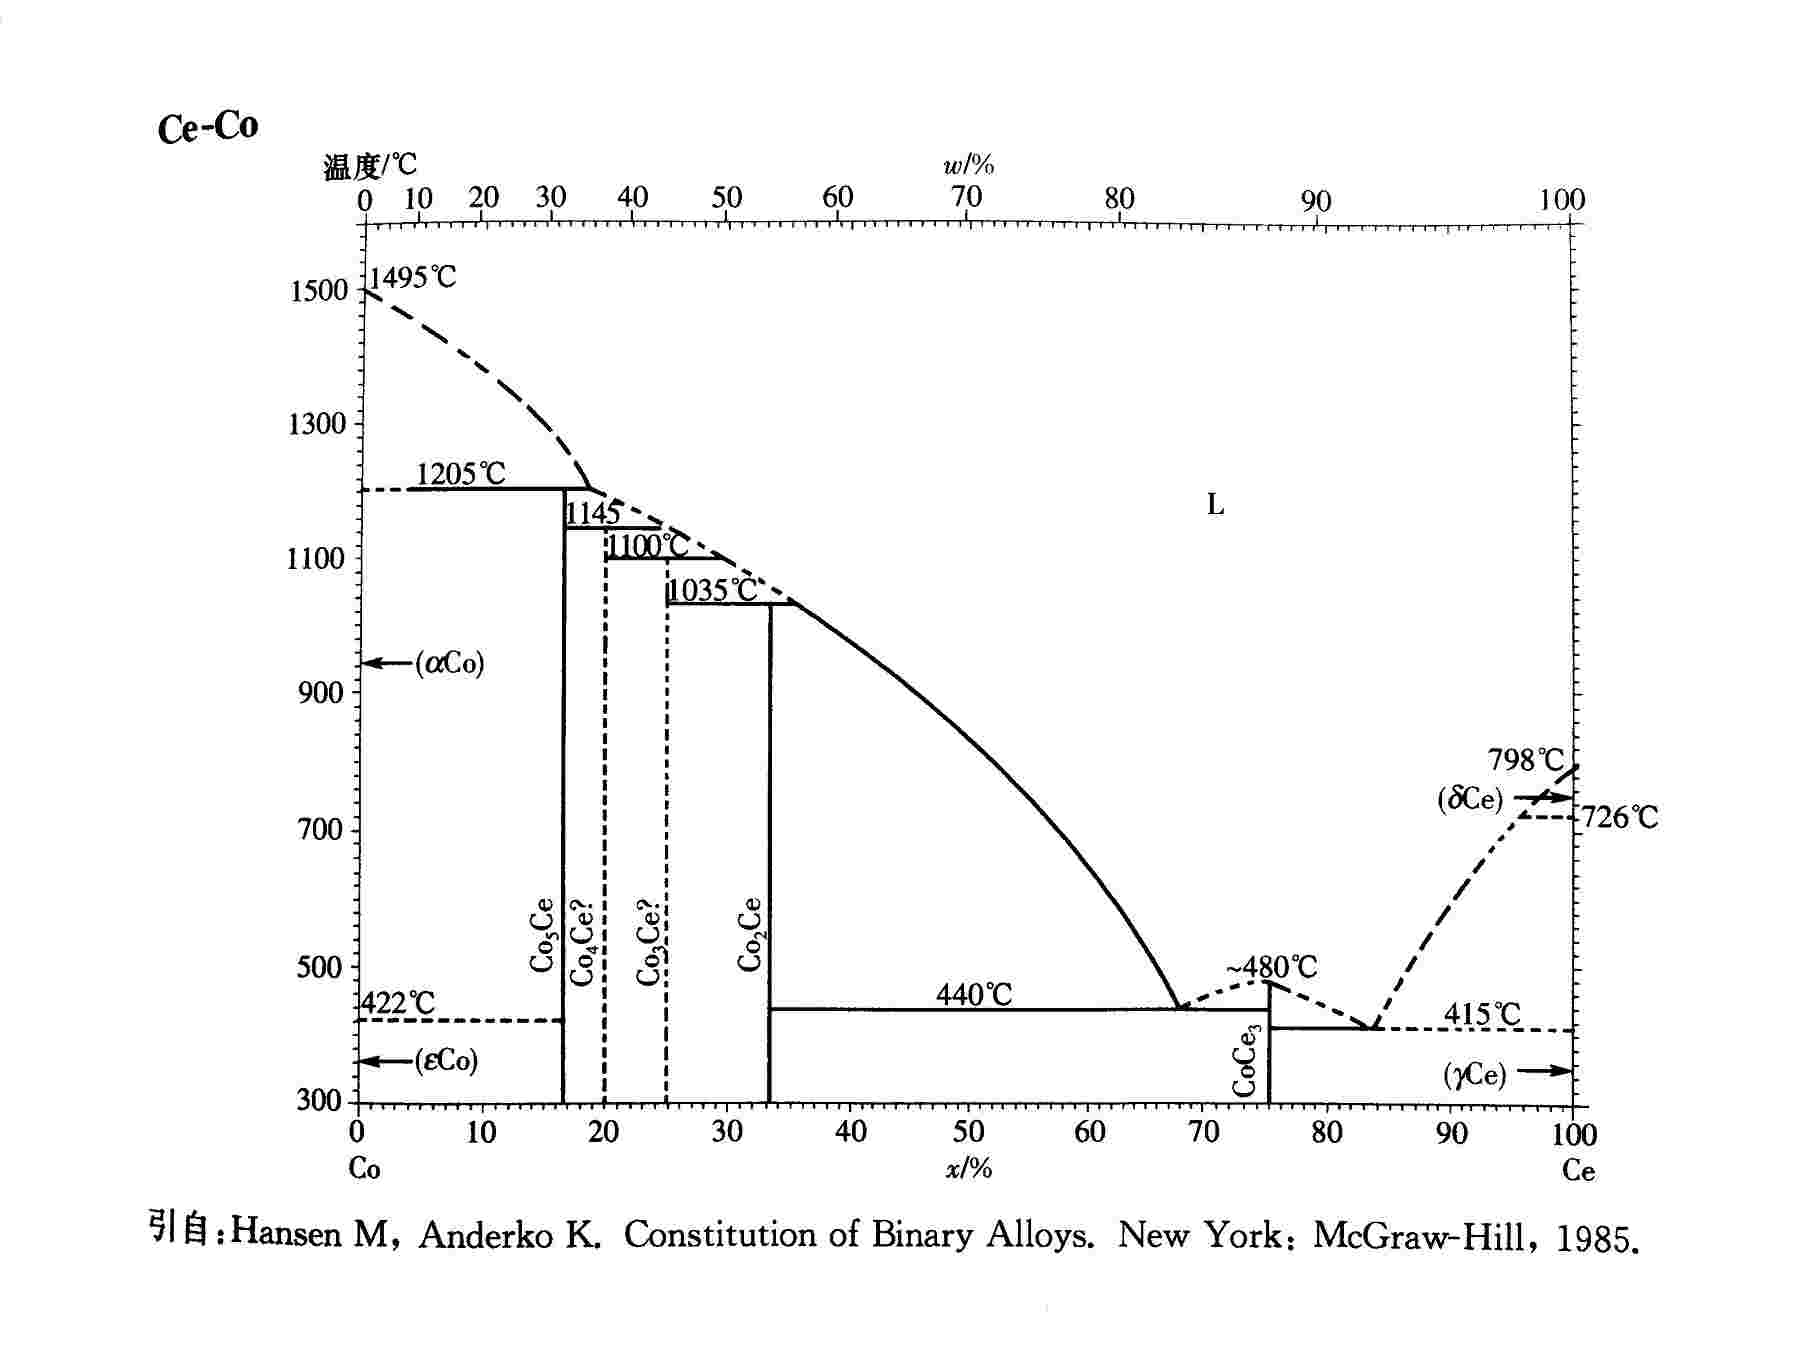 Ce-Co
温度/℃
w/%
0 10 20 30 40 50 60 70 80 90 100
1495℃
1500
1300
1205℃
1145
L
1100℃
1100
1035℃
(αCo)
900
798℃
(δCe)
726℃
700
Co₅Ce
Co₄Ce?
Co₃Ce?
Co₂Ce
500
~480℃
422℃
440℃
415℃
CoCe₃
(εCo)
(γCe)
300
0 10 20 30 40 50 60 70 80 90 100
Co
x/%
Ce
引自:Hansen M, Anderko K. Constitution of Binary Alloys. New York: McGraw-Hill, 1985.